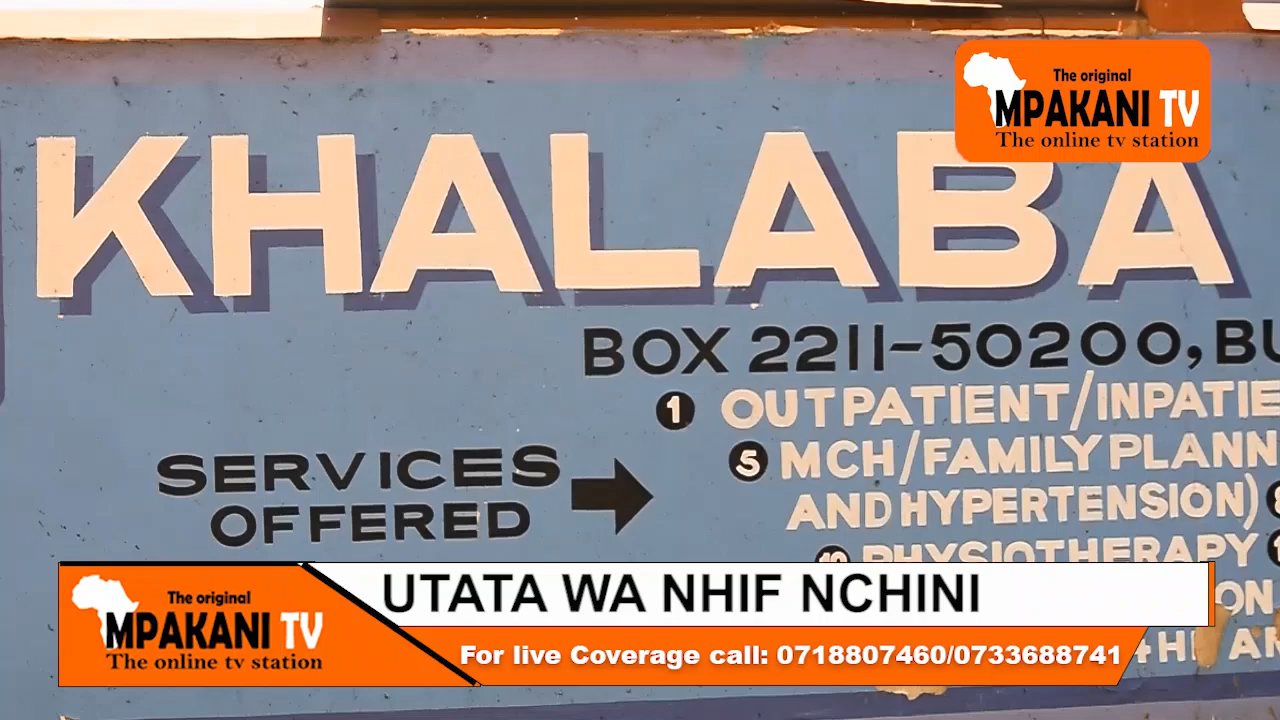 The original
MPAKANI TV
The online tv station
KHALABA
BOX 2211-50200, BU
1 OUTPATIENT/INPATIE
5 MCH/FAMILY PLANN
AND HYPERTENSION)
SERVICES
OFFERED
PHYSIOTHERAPY
UTATA WA NHIF NCHINI
The original
MPAKANI TV
The online tv station
For live Coverage call: 0718807460/0733688741